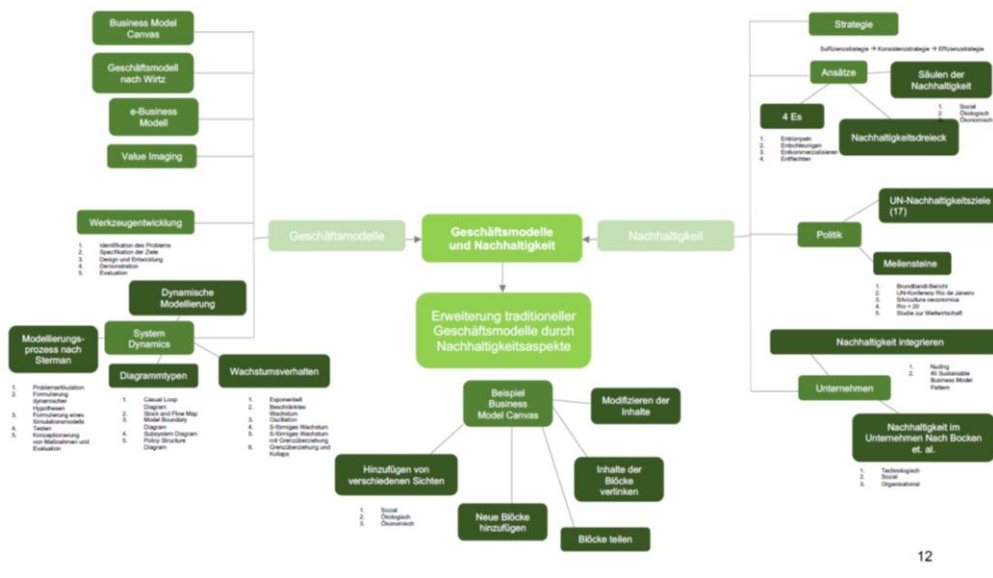 Business Model
Canvas
Geschäftsmodell
nach Wirtz
e-Business
Modell
Value Imaging
Werkzeugentwicklung
1. Identifikation des Problems
2. Spezifikation der Ziele
3. Design und Entwicklung
4. Demonstration
5. Evaluation
Dynamische
Modellierung
Modellierungs-
prozess nach
Sterman
1. Problemartikulation
2. Formulierung
dynamischer
Hypothesen
3. Formulierung eines
Simulationsmodells
4. Testen
5. Konzeptionierung
von Maßnahmen und
Evaluation
System
Dynamics
Diagrammtypen
1. Casual Loop
Diagram
2. Stock and Flow Map
3. Model Boundary
Diagram
4. Subsystem Diagram
5. Policy Structure
Diagram
Wachstumsverhalten
1. Exponentiell
2. Beschränktes
Wachstum
3. Oszillation
4. S-förmiges Wachstum
5. S-förmiges Wachstum
mit Grenzüberziehung
6. Grenzüberziehung und
Kollaps
Geschäftsmodelle
Geschäftsmodelle
und Nachhaltigkeit
Nachhaltigkeit
Erweiterung traditioneller
Geschäftsmodelle durch
Nachhaltigkeitsaspekte
Beispiel
Business
Model Canvas
Modifizieren der
Inhalte
Hinzufügen von
verschiedenen Sichten
1. Sozial
2. Ökologisch
3. Ökonomisch
Neue Blöcke
hinzufügen
Inhalte der
Blöcke
verlinken
Blöcke teilen
Strategie
Suffizienzstrategie → Konsistenzstrategie → Effizienzstrategie
Ansätze
Säulen der
Nachhaltigkeit
1. Sozial
2. Ökologisch
3. Ökonomisch
4 Es
1. Entrümpeln
2. Entschleunigen
3. Entkommerzialisieren
4. Entflechten
Nachhaltigkeitsdreieck
UN-Nachhaltigkeitsziele
(17)
Politik
Meilensteine
1. Brundtlandt-Bericht
2. UN-Konferenz Rio de Janeiro
3. Silvicultura oeconomica
4. Rio + 20
5. Studie zur Weltwirtschaft
Nachhaltigkeit integrieren
1. Nuding
2. 45 Sustainable
Business Model
Pattern
Unternehmen
Nachhaltigkeit im
Unternehmen Nach Bocken
et. al.
1. Technologisch
2. Sozial
3. Organisational
12